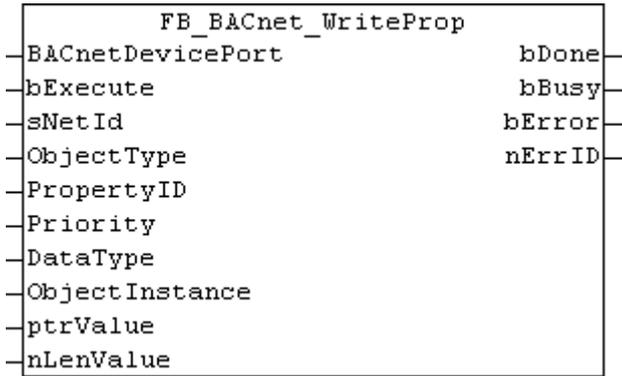 FB_BACnet_WriteProp
BACnetDevicePort bDone
bExecute bBusy
sNetId bError
ObjectType nErrID
PropertyID
Priority
DataType
ObjectInstance
ptrValue
nLenValue